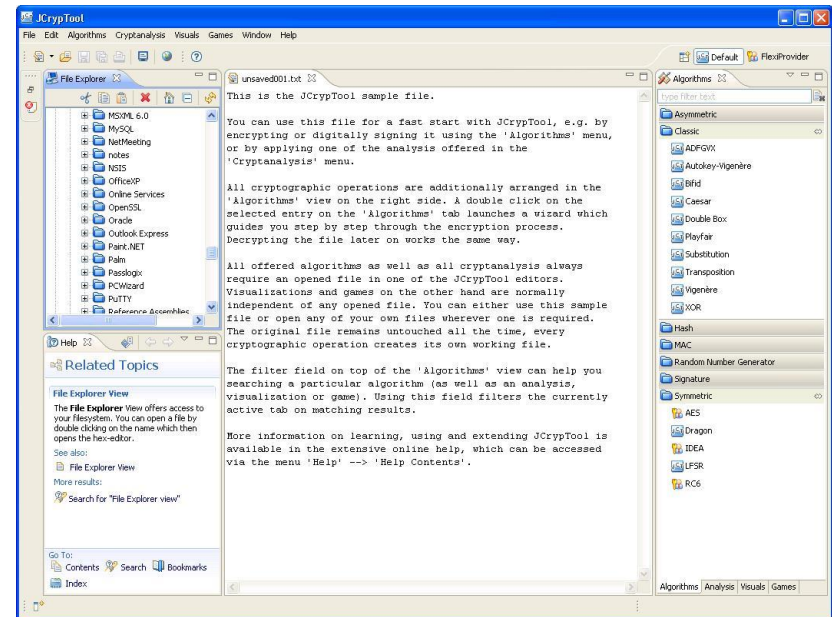 JCrypTool
File Edit Algorithms Cryptanalysis Visuals Games Window Help
Default FlexiProvider
File Explorer
MSXML 6.0
MySQL
NetMeeting
notes
NSIS
OfficeXP
Online Services
OpenSSL
Oracle
Outlook Express
Paint.NET
Palm
Passlogix
PCWizard
PuTTY
Reference Assemblies
Help
Related Topics
File Explorer View
The File Explorer View offers access to
your filesystem. You can open a file by
double clicking on the name which then
opens the hex-editor.
See also:
File Explorer View
More results:
Search for "File Explorer view"
Go To:
Contents Search Bookmarks
Index
unsaved001.txt
This is the JCrypTool sample file.
You can use this file for a fast start with JCrypTool, e.g. by
encrypting or digitally signing it using the 'Algorithms' menu,
or by applying one of the analysis offered in the
'Cryptanalysis' menu.
All cryptographic operations are additionally arranged in the
'Algorithms' view on the right side. A double click on the
selected entry on the 'Algorithms' tab launches a wizard which
guides you step by step through the encryption process.
Decrypting the file later on works the same way.
All offered algorithms as well as all cryptanalysis always
require an opened file in one of the JCrypTool editors.
Visualizations and games on the other hand are normally
independent of any opened file. You can either use this sample
file or open any of your own files wherever one is required.
The original file remains untouched all the time, every
cryptographic operation creates its own working file.
The filter field on top of the 'Algorithms' view can help you
searching a particular algorithm (as well as an analysis,
visualization or game). Using this field filters the currently
active tab on matching results.
More information on learning, using and extending JCrypTool is
available in the extensive online help, which can be accessed
via the menu 'Help' --> 'Help Contents'.
Algorithms
type filter text
Asymmetric
Classic
ADFGVX
Autokey-Vigenère
Bifid
Caesar
Double Box
Playfair
Substitution
Transposition
Vigenère
XOR
Hash
MAC
Random Number Generator
Signature
Symmetric
AES
Dragon
IDEA
LFSR
RC6
Algorithms Analysis Visuals Games